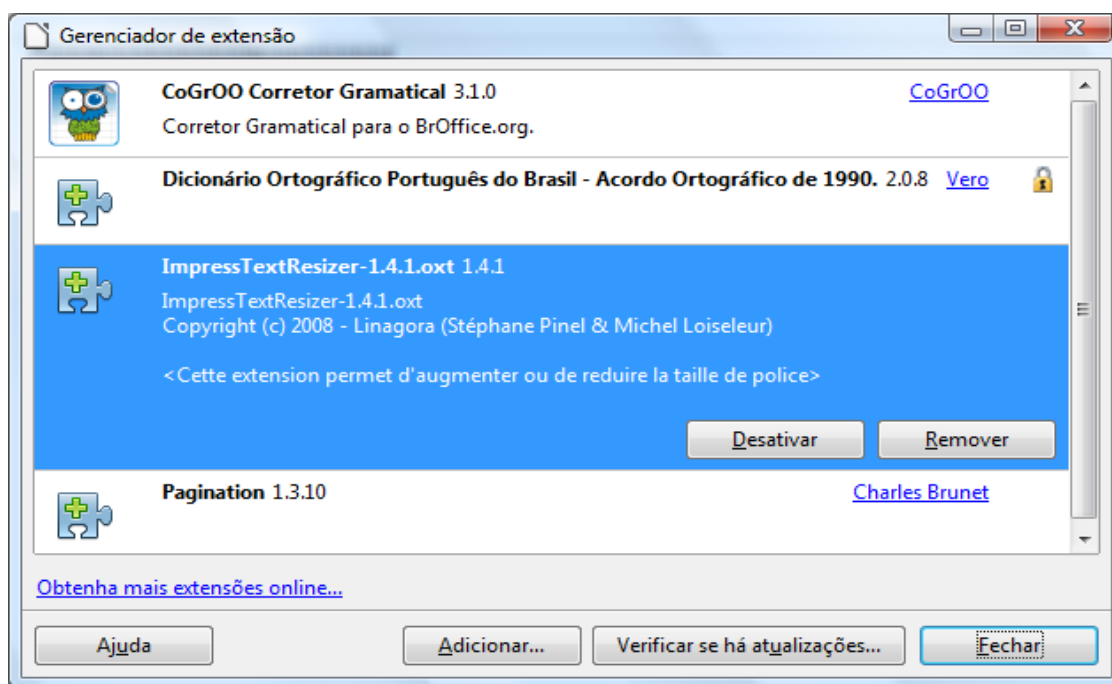 Gerenciador de extensão
CoGrOO Corretor Gramatical 3.1.0 CoGrOO
Corretor Gramatical para o BrOffice.org.
Dicionário Ortográfico Português do Brasil - Acordo Ortográfico de 1990. 2.0.8 Vero
ImpressTextResizer-1.4.1.oxt 1.4.1
ImpressTextResizer-1.4.1.oxt
Copyright (c) 2008 - Linagora (Stéphane Pinel & Michel Loiseleur)
<Cette extension permet d'augmenter ou de reduire la taille de police>
Desativar Remover
Pagination 1.3.10 Charles Brunet
Obtenha mais extensões online...
Ajuda Adicionar... Verificar se há atualizações... Fechar